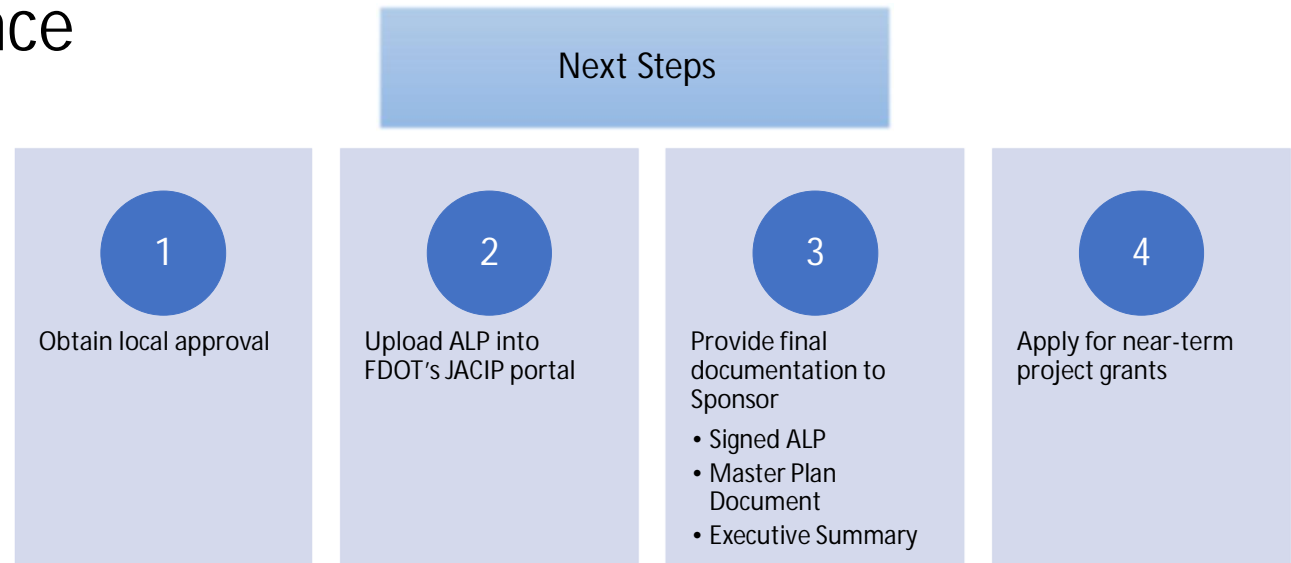 nce
Next Steps
1
Obtain local approval
2
Upload ALP into
FDOT's JACIP portal
3
Provide final
documentation to
Sponsor
• Signed ALP
• Master Plan
Document
• Executive Summary
4
Apply for near-term
project grants